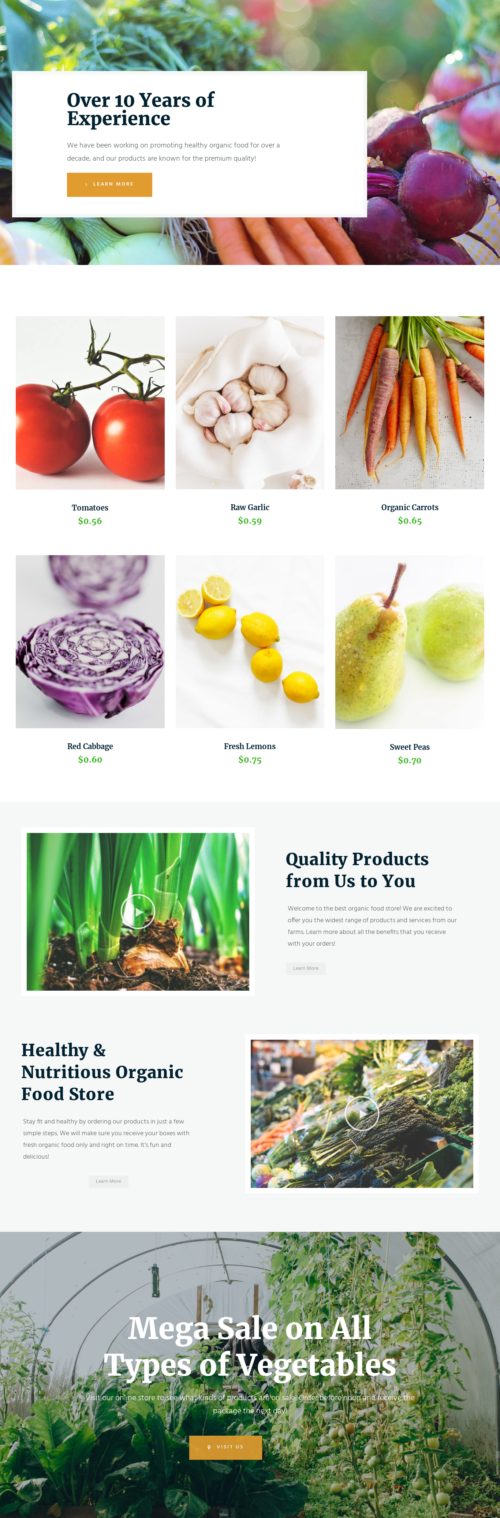 Over 10 Years of
Experience
We have been working on promoting healthy organic food for over a
decade, and our products are known for the premium quality!
LEARN MORE
Tomatoes
$0.56
Raw Garlic
$0.59
Organic Carrots
$0.65
Red Cabbage
$0.60
Fresh Lemons
$0.75
Sweet Peas
$0.70
Quality Products
from Us to You
Welcome to the best organic food store! We are excited to
offer you the widest range of products and services from our
farms. Learn more about all the benefits that you receive
with your orders!
Learn More
Healthy &
Nutritious Organic
Food Store
Stay fit and healthy by ordering our products in just a few
simple steps. We will make sure you receive your boxes with
fresh organic food only and right on time. It's fun and
delicious!
Learn More
Mega Sale on All
Types of Vegetables
Visit our online store to see what kinds of products are on sale! Order before noon and receive the
package the next day!
VISIT US